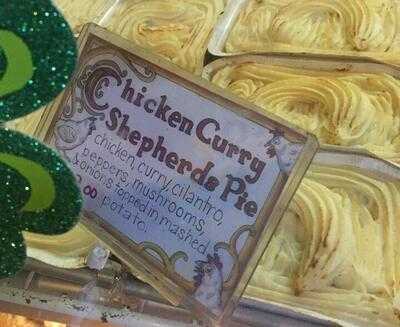 Chicken Curry
Shepherds Pie
chicken, curry, cilantro,
peppers, mushrooms,
& onions topped in mashed
potato.